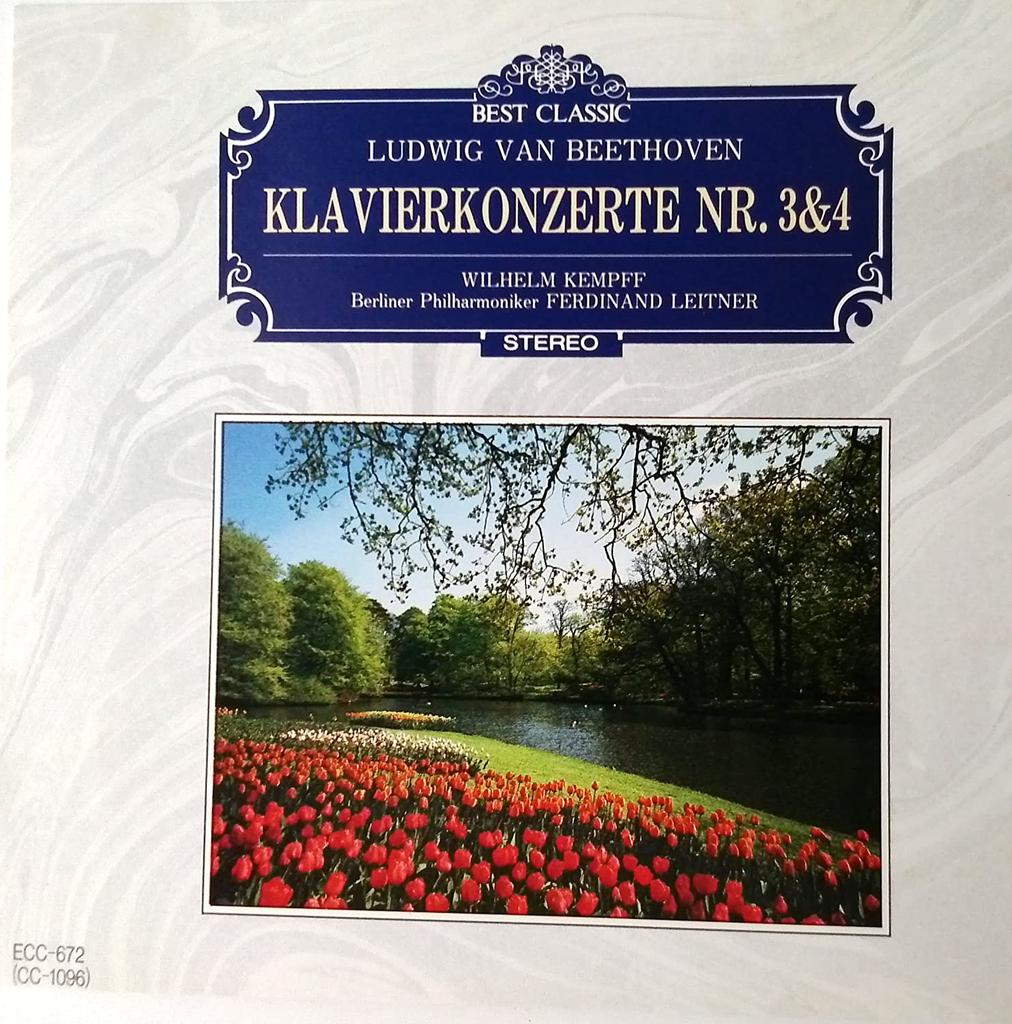 BEST CLASSIC
LUDWIG VAN BEETHOVEN
KLAVIERKONZERTE NR. 3&4
WILHELM KEMPFF
Berliner Philharmoniker FERDINAND LEITNER
STEREO
ECC-672
(CC-1096)